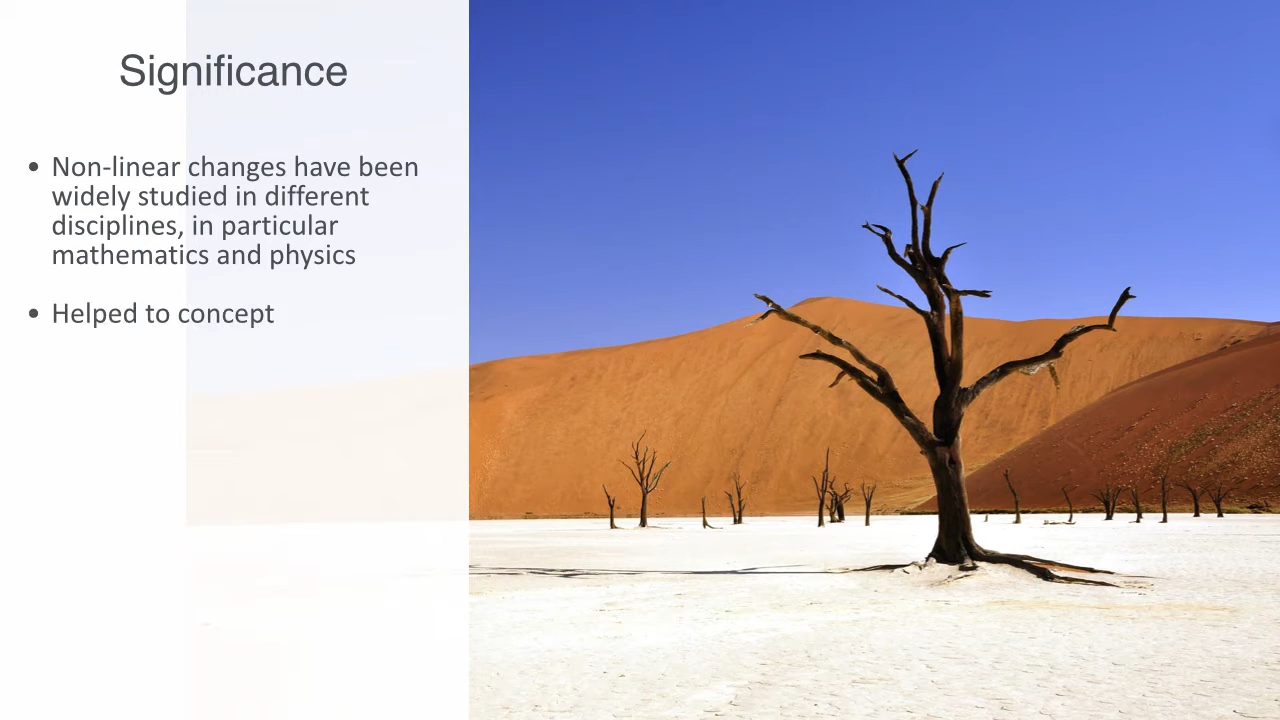 Significance
• Non-linear changes have been
widely studied in different
disciplines, in particular
mathematics and physics
• Helped to concept